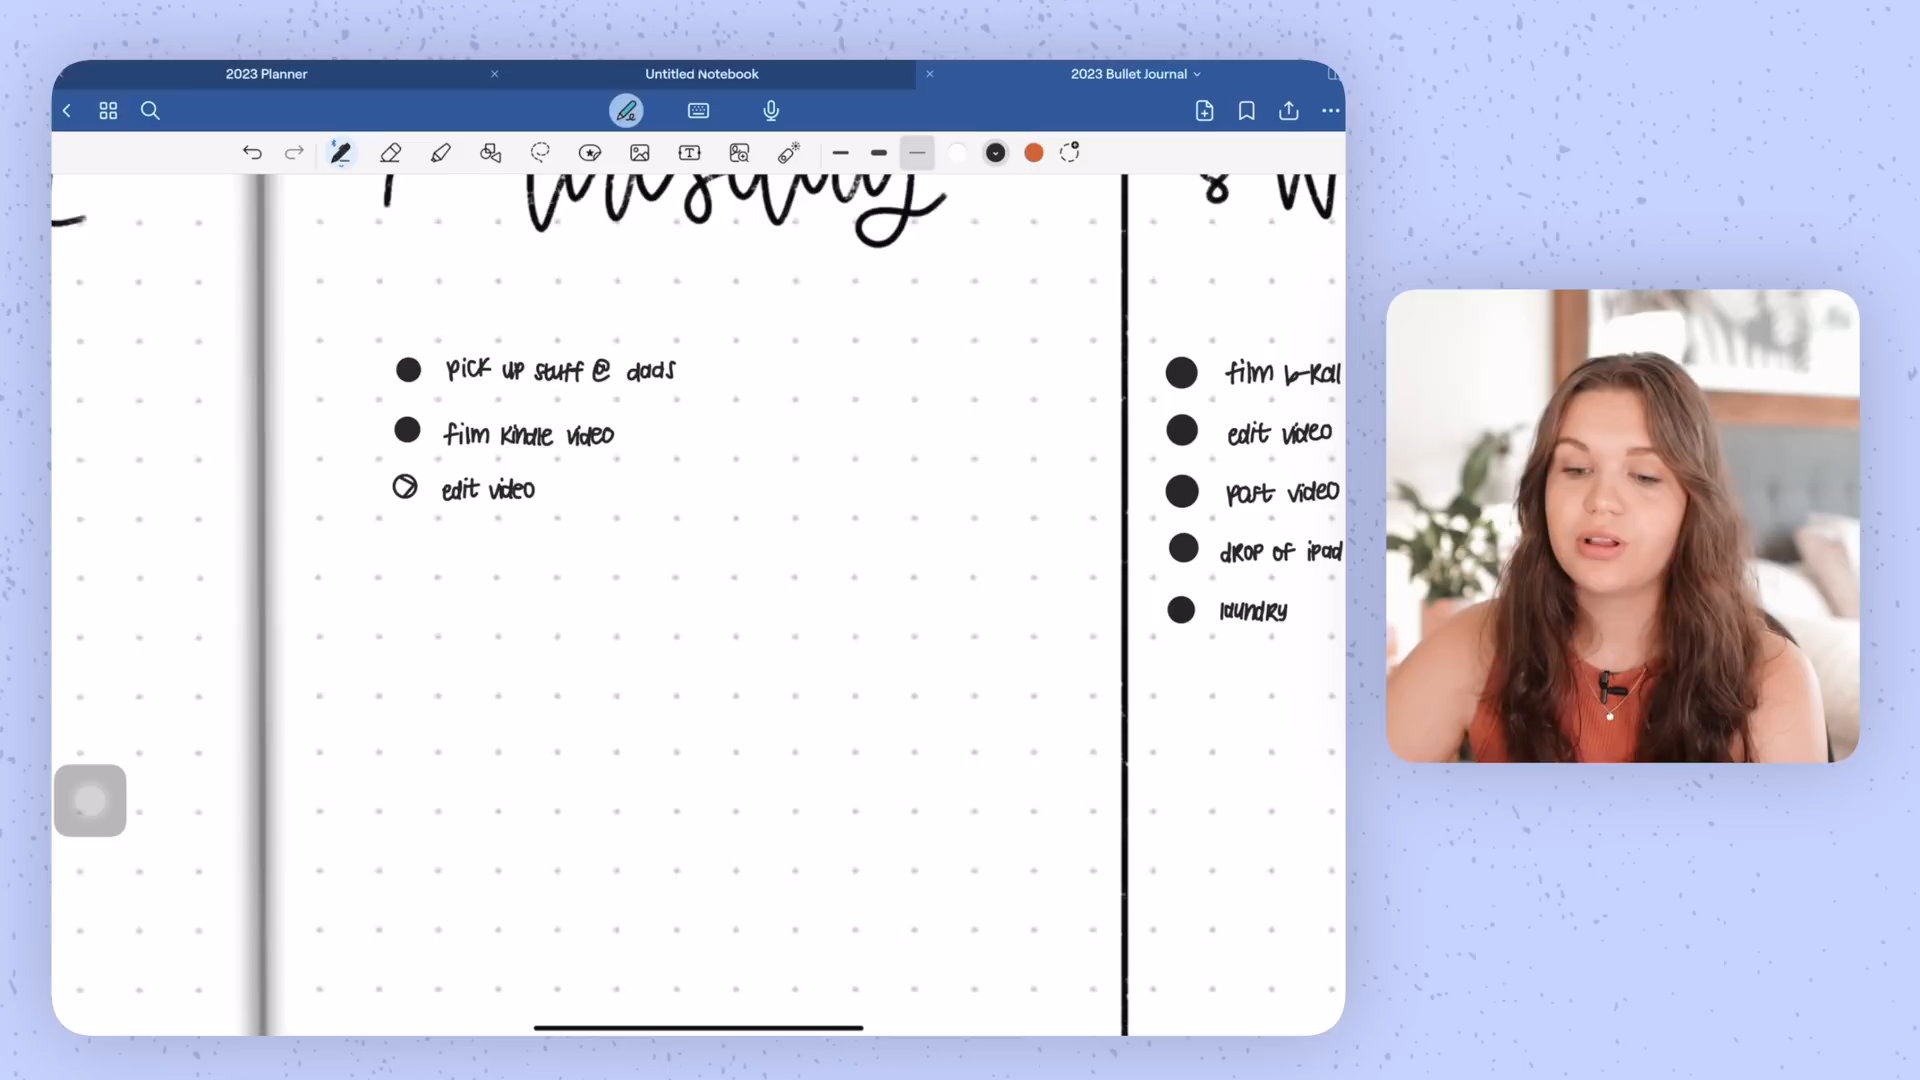 2023 Planner
Untitled Notebook
2023 Bullet Journal
pick up stuff @ dads
film kindle video
edit video
film b-Roll
edit video
post video
drop of ipad
laundry